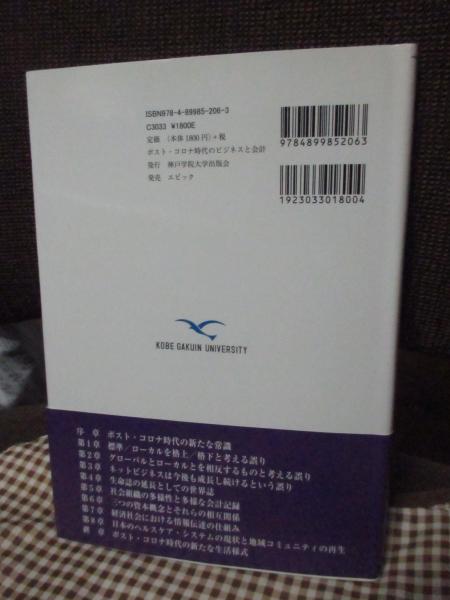 ISBN978-4-89985-206-3
C3033 ¥1800E
定価 (本体1800円)+税
ポスト・コロナ時代のビジネスと会計
発行 神戸学院大学出版会
発売 エピック
9784899852063
1923033018004
KOBE GAKUIN UNIVERSITY
序 章 ポスト・コロナ時代の新たな常識
第1章 標準/ローカルを格上/格下と考える誤り
第2章 グローバルとローカルとを相反するものと考える誤り
第3章 ネットビジネスは今後も成長し続けるという誤り
第4章 生命誌の延長としての世界誌
第5章 社会組織の多様性と多様な会計記録
第6章 三つの資本概念とそれらの相互関係
第7章 経済社会における情報伝達の仕組み
第8章 日本のヘルスケア・システムの現状と地域コミュニティの再生
終 章 ポスト・コロナ時代の新たな生活様式